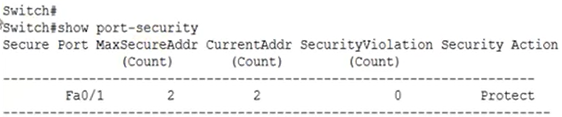 Switch#
Switch#show port-security
Secure Port MaxSecureAddr CurrentAddr SecurityViolation Security Action
(Count) (Count) (Count)
---------------------------------------------------------------------------
Fa0/1 2 2 0 Protect
---------------------------------------------------------------------------